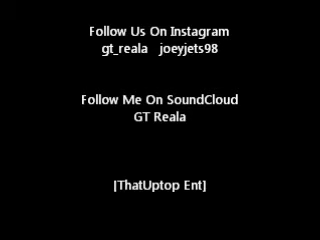 Follow Us On Instagram
gt_reala joeyjets98
Follow Me On SoundCloud
GT Reala
[ThatUptop Ent]